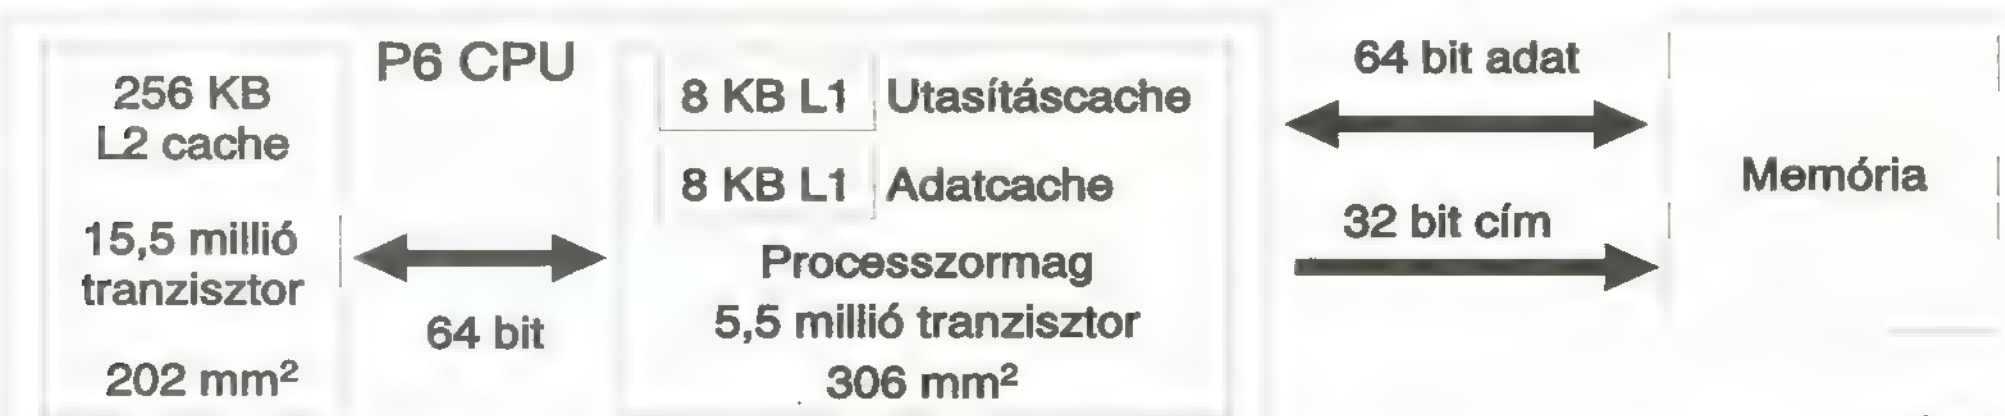 256 KB
L2 cache
15,5 millió
tranzisztor
202 mm²
P6 CPU
64 bit
8 KB L1 Utasításcache
8 KB L1 Adatcache
Processzormag
5,5 millió tranzisztor
306 mm²
64 bit adat
32 bit cím
Memória